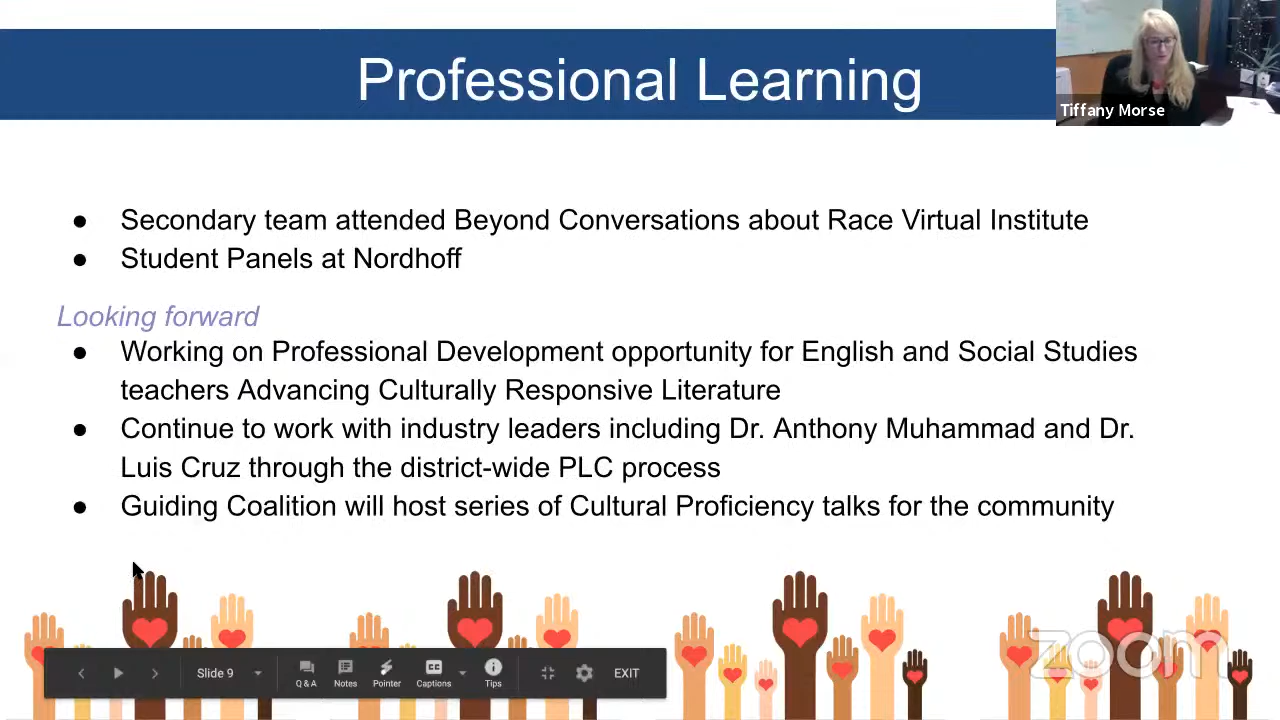 Professional Learning
Tiffany Morse
● Secondary team attended Beyond Conversations about Race Virtual Institute
● Student Panels at Nordhoff
Looking forward
● Working on Professional Development opportunity for English and Social Studies
teachers Advancing Culturally Responsive Literature
● Continue to work with industry leaders including Dr. Anthony Muhammad and Dr.
Luis Cruz through the district-wide PLC process
● Guiding Coalition will host series of Cultural Proficiency talks for the community
zoom
Slide 9
Q & A
Notes
Pointer
CC
Captions
Tips
EXIT